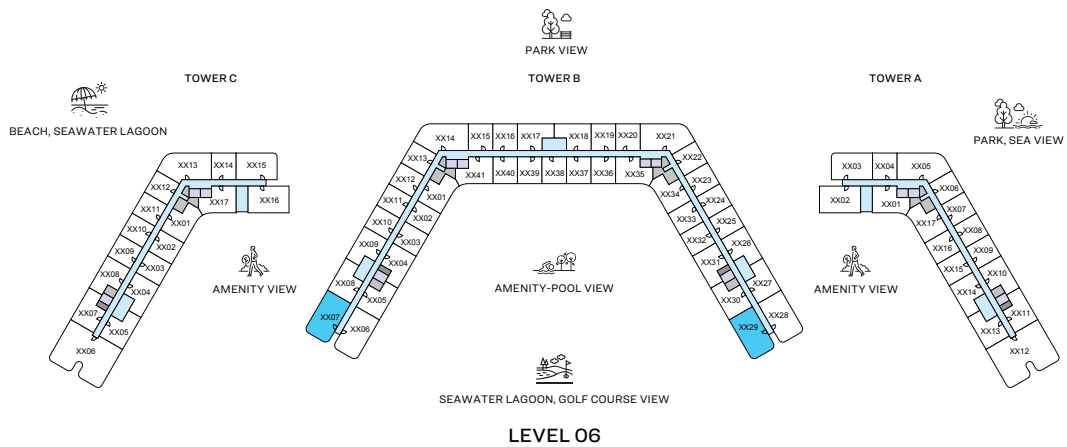 PARK VIEW
TOWER C
TOWER B
TOWER A
BEACH, SEAWATER LAGOON
PARK, SEA VIEW
XX13 XX14 XX15
XX12
XX11
XX10
XX09
XX08
XX07
XX06
XX05
XX04
XX03
XX02
XX01
XX17
XX16
XX14 XX15 XX16 XX17 XX18 XX19 XX20 XX21
XX13
XX12
XX11
XX10
XX09
XX08
XX07
XX06
XX05
XX04
XX03
XX02
XX01
XX41 XX40 XX39 XX38 XX37 XX36 XX35
XX22
XX23
XX24
XX25
XX26
XX27
XX28
XX29
XX30
XX31
XX32
XX33
XX34
XX03 XX04 XX05
XX02 XX01
XX06
XX07
XX08
XX09
XX10
XX11
XX12
XX13
XX14
XX15
XX16
XX17
AMENITY VIEW
AMENITY-POOL VIEW
AMENITY VIEW
SEAWATER LAGOON, GOLF COURSE VIEW
LEVEL 06